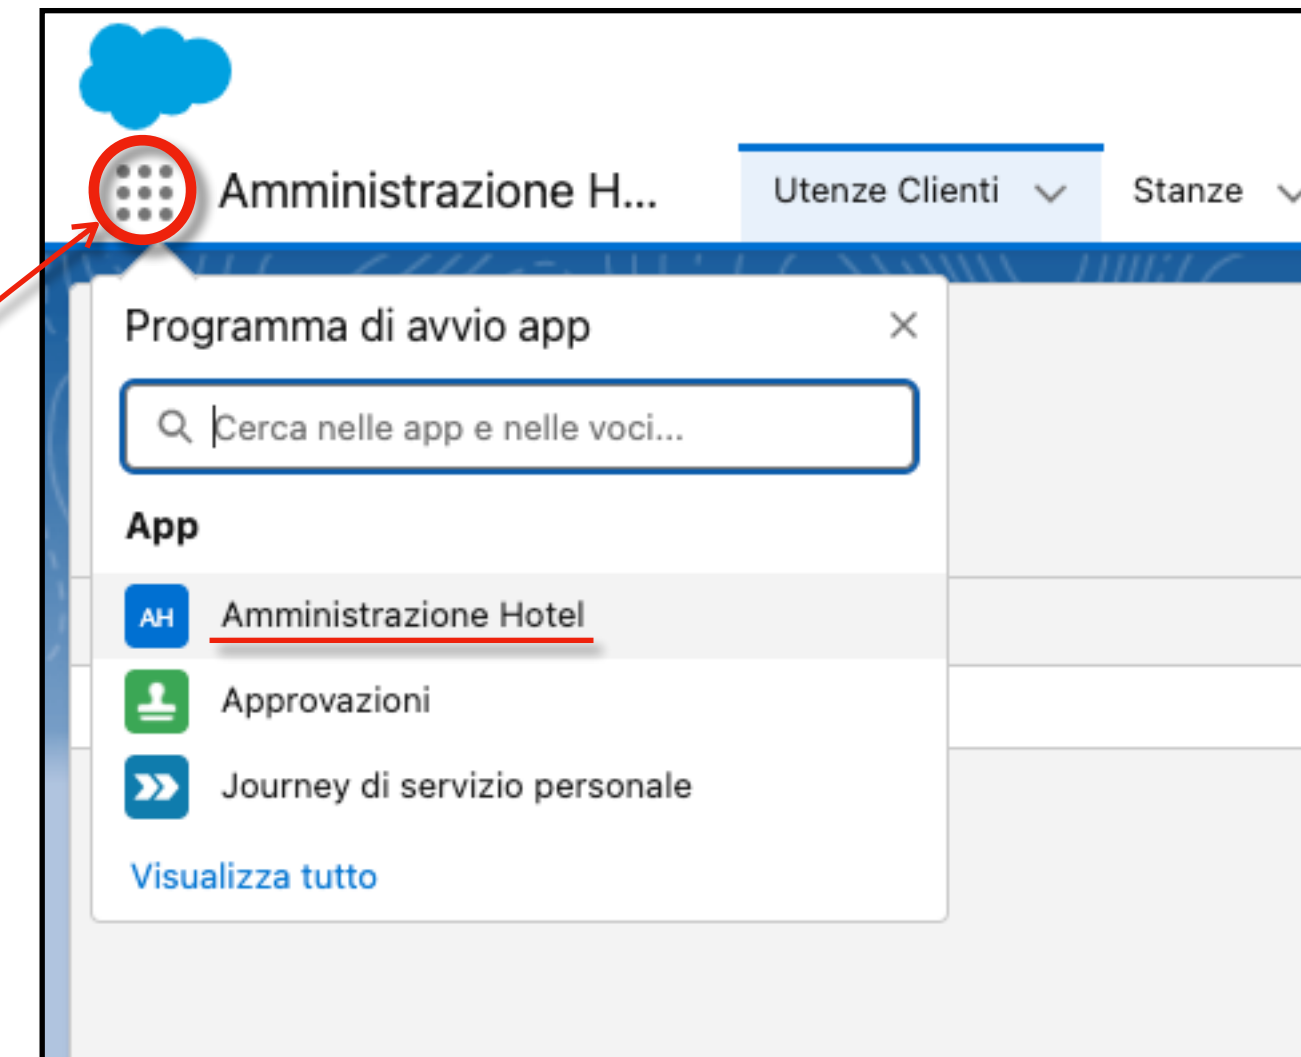 Amministrazione H... Utenze Clienti Stanze
Programma di avvio app
Cerca nelle app e nelle voci...
App
AH Amministrazione Hotel
Approvazioni
Journey di servizio personale
Visualizza tutto